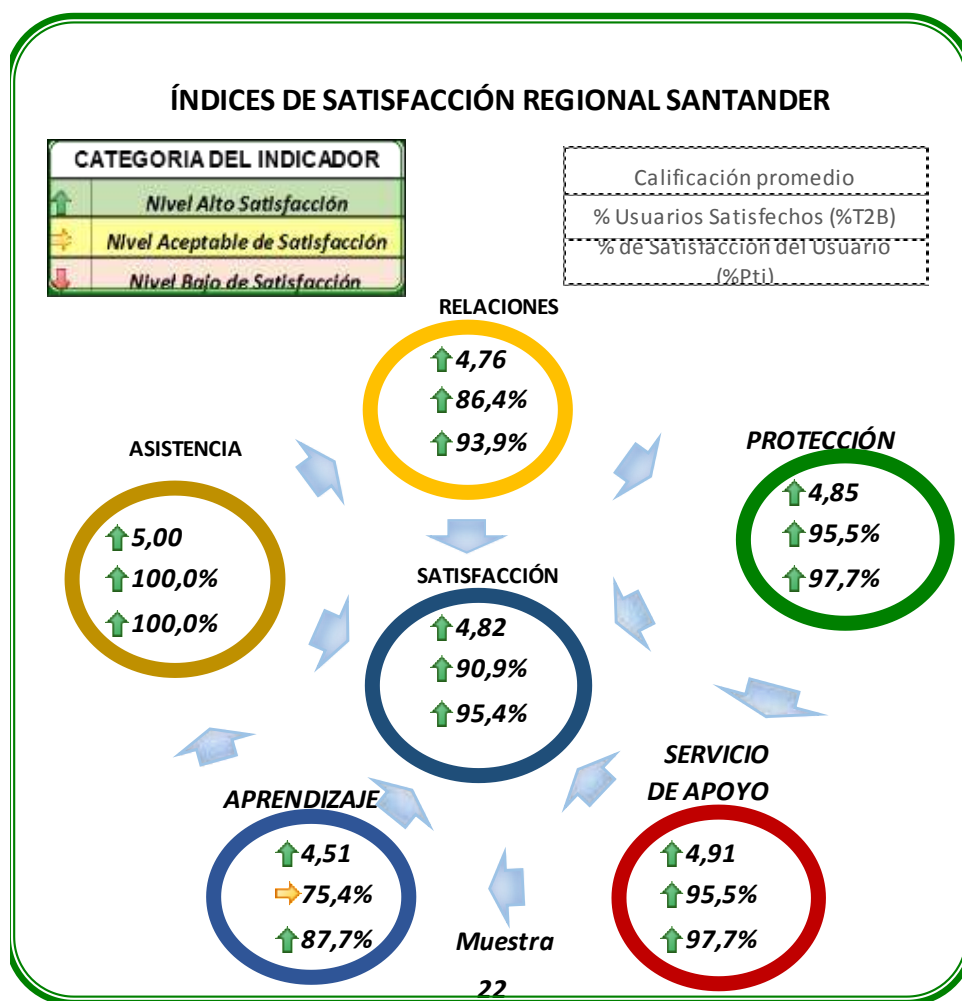 ÍNDICES DE SATISFACCIÓN REGIONAL SANTANDER
CATEGORIA DEL INDICADOR
Nivel Alto Satisfacción
Nivel Aceptable de Satisfacción
Nivel Bajo de Satisfacción
Calificación promedio
% Usuarios Satisfechos (%T2B)
% de Satisfacción del Usuario
(%Pti)
RELACIONES
4,76
86,4%
93,9%
ASISTENCIA
5,00
100,0%
100,0%
PROTECCIÓN
4,85
95,5%
97,7%
SATISFACCIÓN
4,82
90,9%
95,4%
APRENDIZAJE
4,51
75,4%
87,7%
SERVICIO
DE APOYO
4,91
95,5%
97,7%
Muestra
22